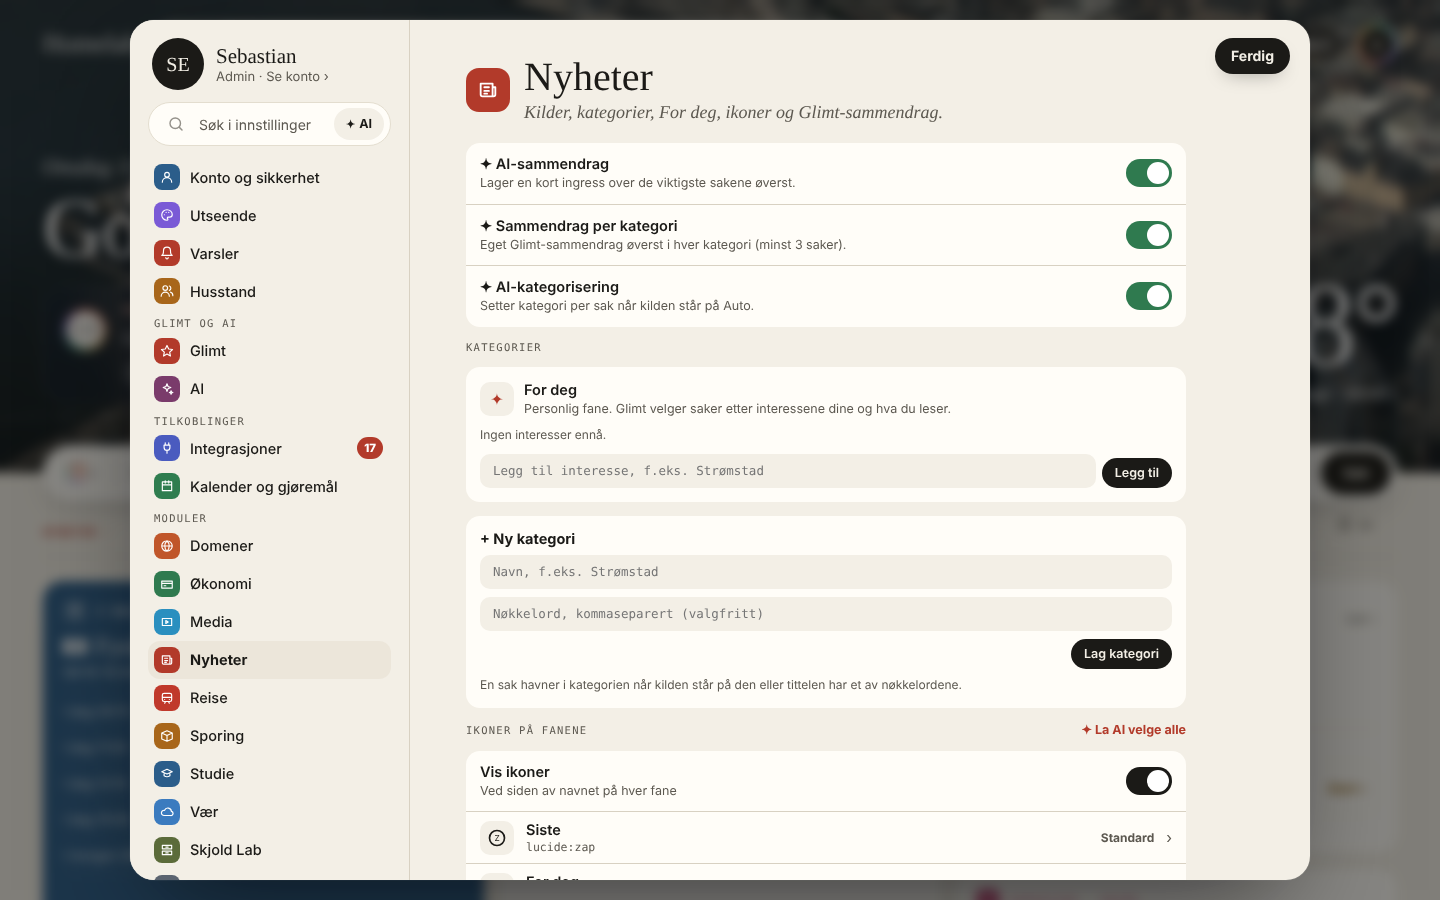 SE
Sebastian
Admin · Se konto ›
Søk i innstillinger
✦ AI
Konto og sikkerhet
Utseende
Varsler
Husstand
GLIMT OG AI
Glimt
AI
TILKOBLINGER
Integrasjoner
17
Kalender og gjøremål
MODULER
Domener
Økonomi
Media
Nyheter
Reise
Sporing
Studie
Vær
Skjold Lab
Ferdig
Nyheter
Kilder, kategorier, For deg, ikoner og Glimt-sammendrag.
✦ AI-sammendrag
Lager en kort ingress over de viktigste sakene øverst.
✦ Sammendrag per kategori
Eget Glimt-sammendrag øverst i hver kategori (minst 3 saker).
✦ AI-kategorisering
Setter kategori per sak når kilden står på Auto.
KATEGORIER
✦
For deg
Personlig fane. Glimt velger saker etter interessene dine og hva du leser.
Ingen interesser ennå.
Legg til interesse, f.eks. Strømstad
Legg til
+ Ny kategori
Navn, f.eks. Strømstad
Nøkkelord, kommaseparert (valgfritt)
Lag kategori
En sak havner i kategorien når kilden står på den eller tittelen har et av nøkkelordene.
IKONER PÅ FANENE
✦ La AI velge alle
Vis ikoner
Ved siden av navnet på hver fane
Z
Siste
lucide:zap
Standard ›
For deg
8°